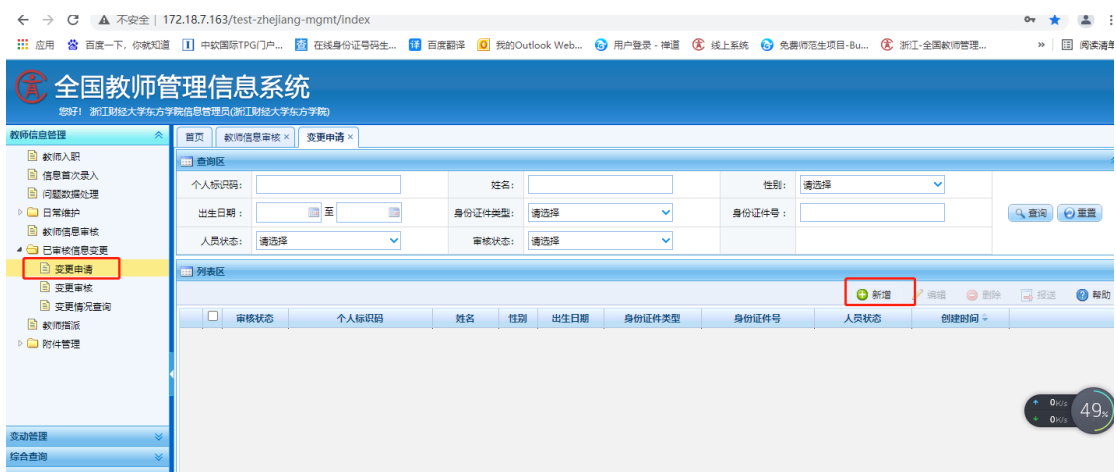 不安全 | 172.18.7.163/test-zhejiang-mgmt/index
应用 百度一下，你就知道 中软国际TPG门户... 在线身份证号码生... 百度翻译 我的Outlook Web... 用户登录 - 禅道 线上系统 免费师范生项目-Bu... 浙江-全国教师管理... » 阅读清单
全国教师管理信息系统
您好！ 浙江财经大学东方学院信息管理员(浙江财经大学东方学院)
教师信息管理
首页 教师信息审核 × 变更申请 ×
教师入职
信息首次录入
问题数据处理
日常维护
教师信息审核
已审核信息变更
变更申请
变更审核
变更情况查询
教师指派
附件管理
变动管理
综合查询
查询区
个人标识码： 姓名： 性别： 请选择
出生日期： 至 身份证件类型： 请选择 身份证件号： 查询 重置
人员状态： 请选择 审核状态： 请选择
列表区
新增 编辑 删除 报送 帮助
审核状态 个人标识码 姓名 性别 出生日期 身份证件类型 身份证件号 人员状态 创建时间
0K/s
0K/s
49%